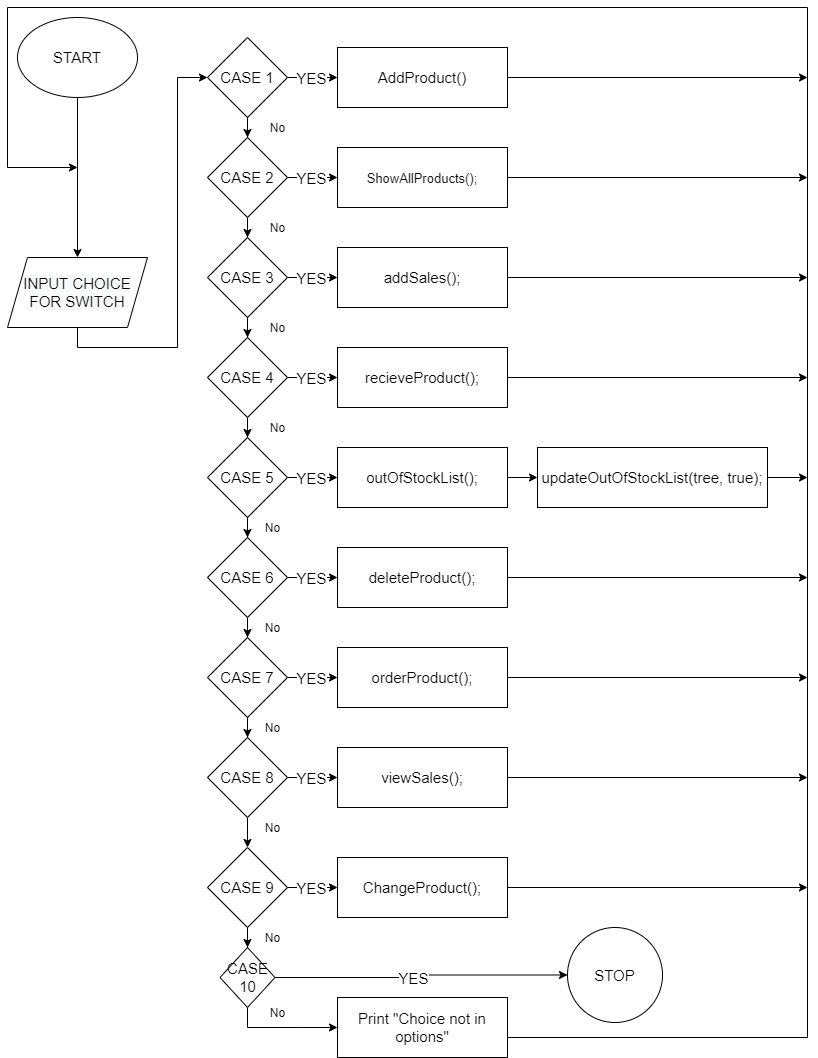 START
CASE 1
YES
AddProduct()
No
CASE 2
YES
ShowAllProducts();
No
INPUT CHOICE
FOR SWITCH
CASE 3
YES
addSales();
No
CASE 4
YES
recieveProduct();
No
CASE 5
YES
outOfStockList();
updateOutOfStockList(tree, true);
No
CASE 6
YES
deleteProduct();
No
CASE 7
YES
orderProduct();
No
CASE 8
YES
viewSales();
No
CASE 9
YES
ChangeProduct();
No
CASE
10
YES
STOP
No
Print "Choice not in
options"